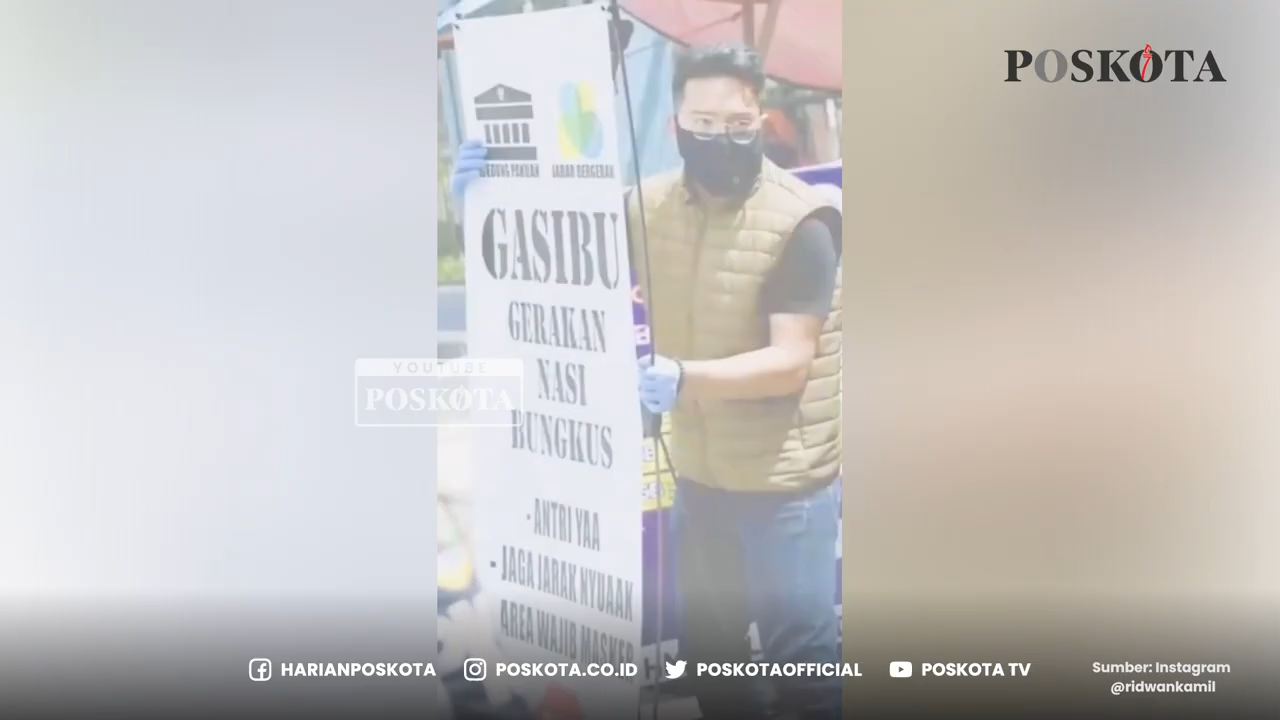 POSKOTA
GEDUNG PAKUAN
JABAR BERGERAK
GASIBU
GERAKAN
NASI
BUNGKUS
- ANTRI YAA
- JAGA JARAK NYUAAK
AREA WAJIB MASKER
YOUTUBE
POSKOTA
HARIANPOSKOTA
POSKOTA.CO.ID
POSKOTAOFFICIAL
POSKOTA TV
Sumber: Instagram
@ridwankamil